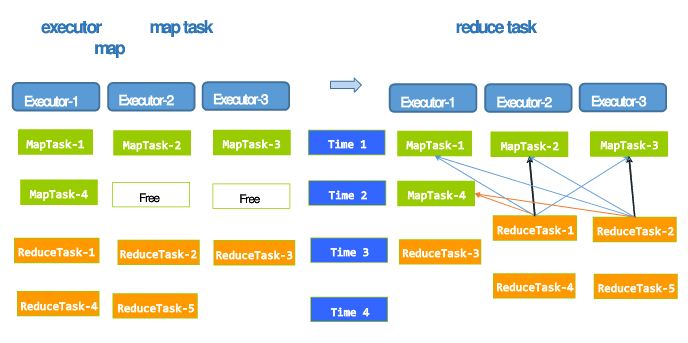 executor map task reduce task
map
Executor-1 Executor-2 Executor-3 Executor-1 Executor-2 Executor-3
MapTask-1 MapTask-2 MapTask-3 Time 1 MapTask-1 MapTask-2 MapTask-3
MapTask-4 Free Free Time 2 MapTask-4
ReduceTask-1 ReduceTask-2
ReduceTask-1 ReduceTask-2 ReduceTask-3 Time 3 ReduceTask-3
ReduceTask-4 ReduceTask-5
ReduceTask-4 ReduceTask-5 Time 4